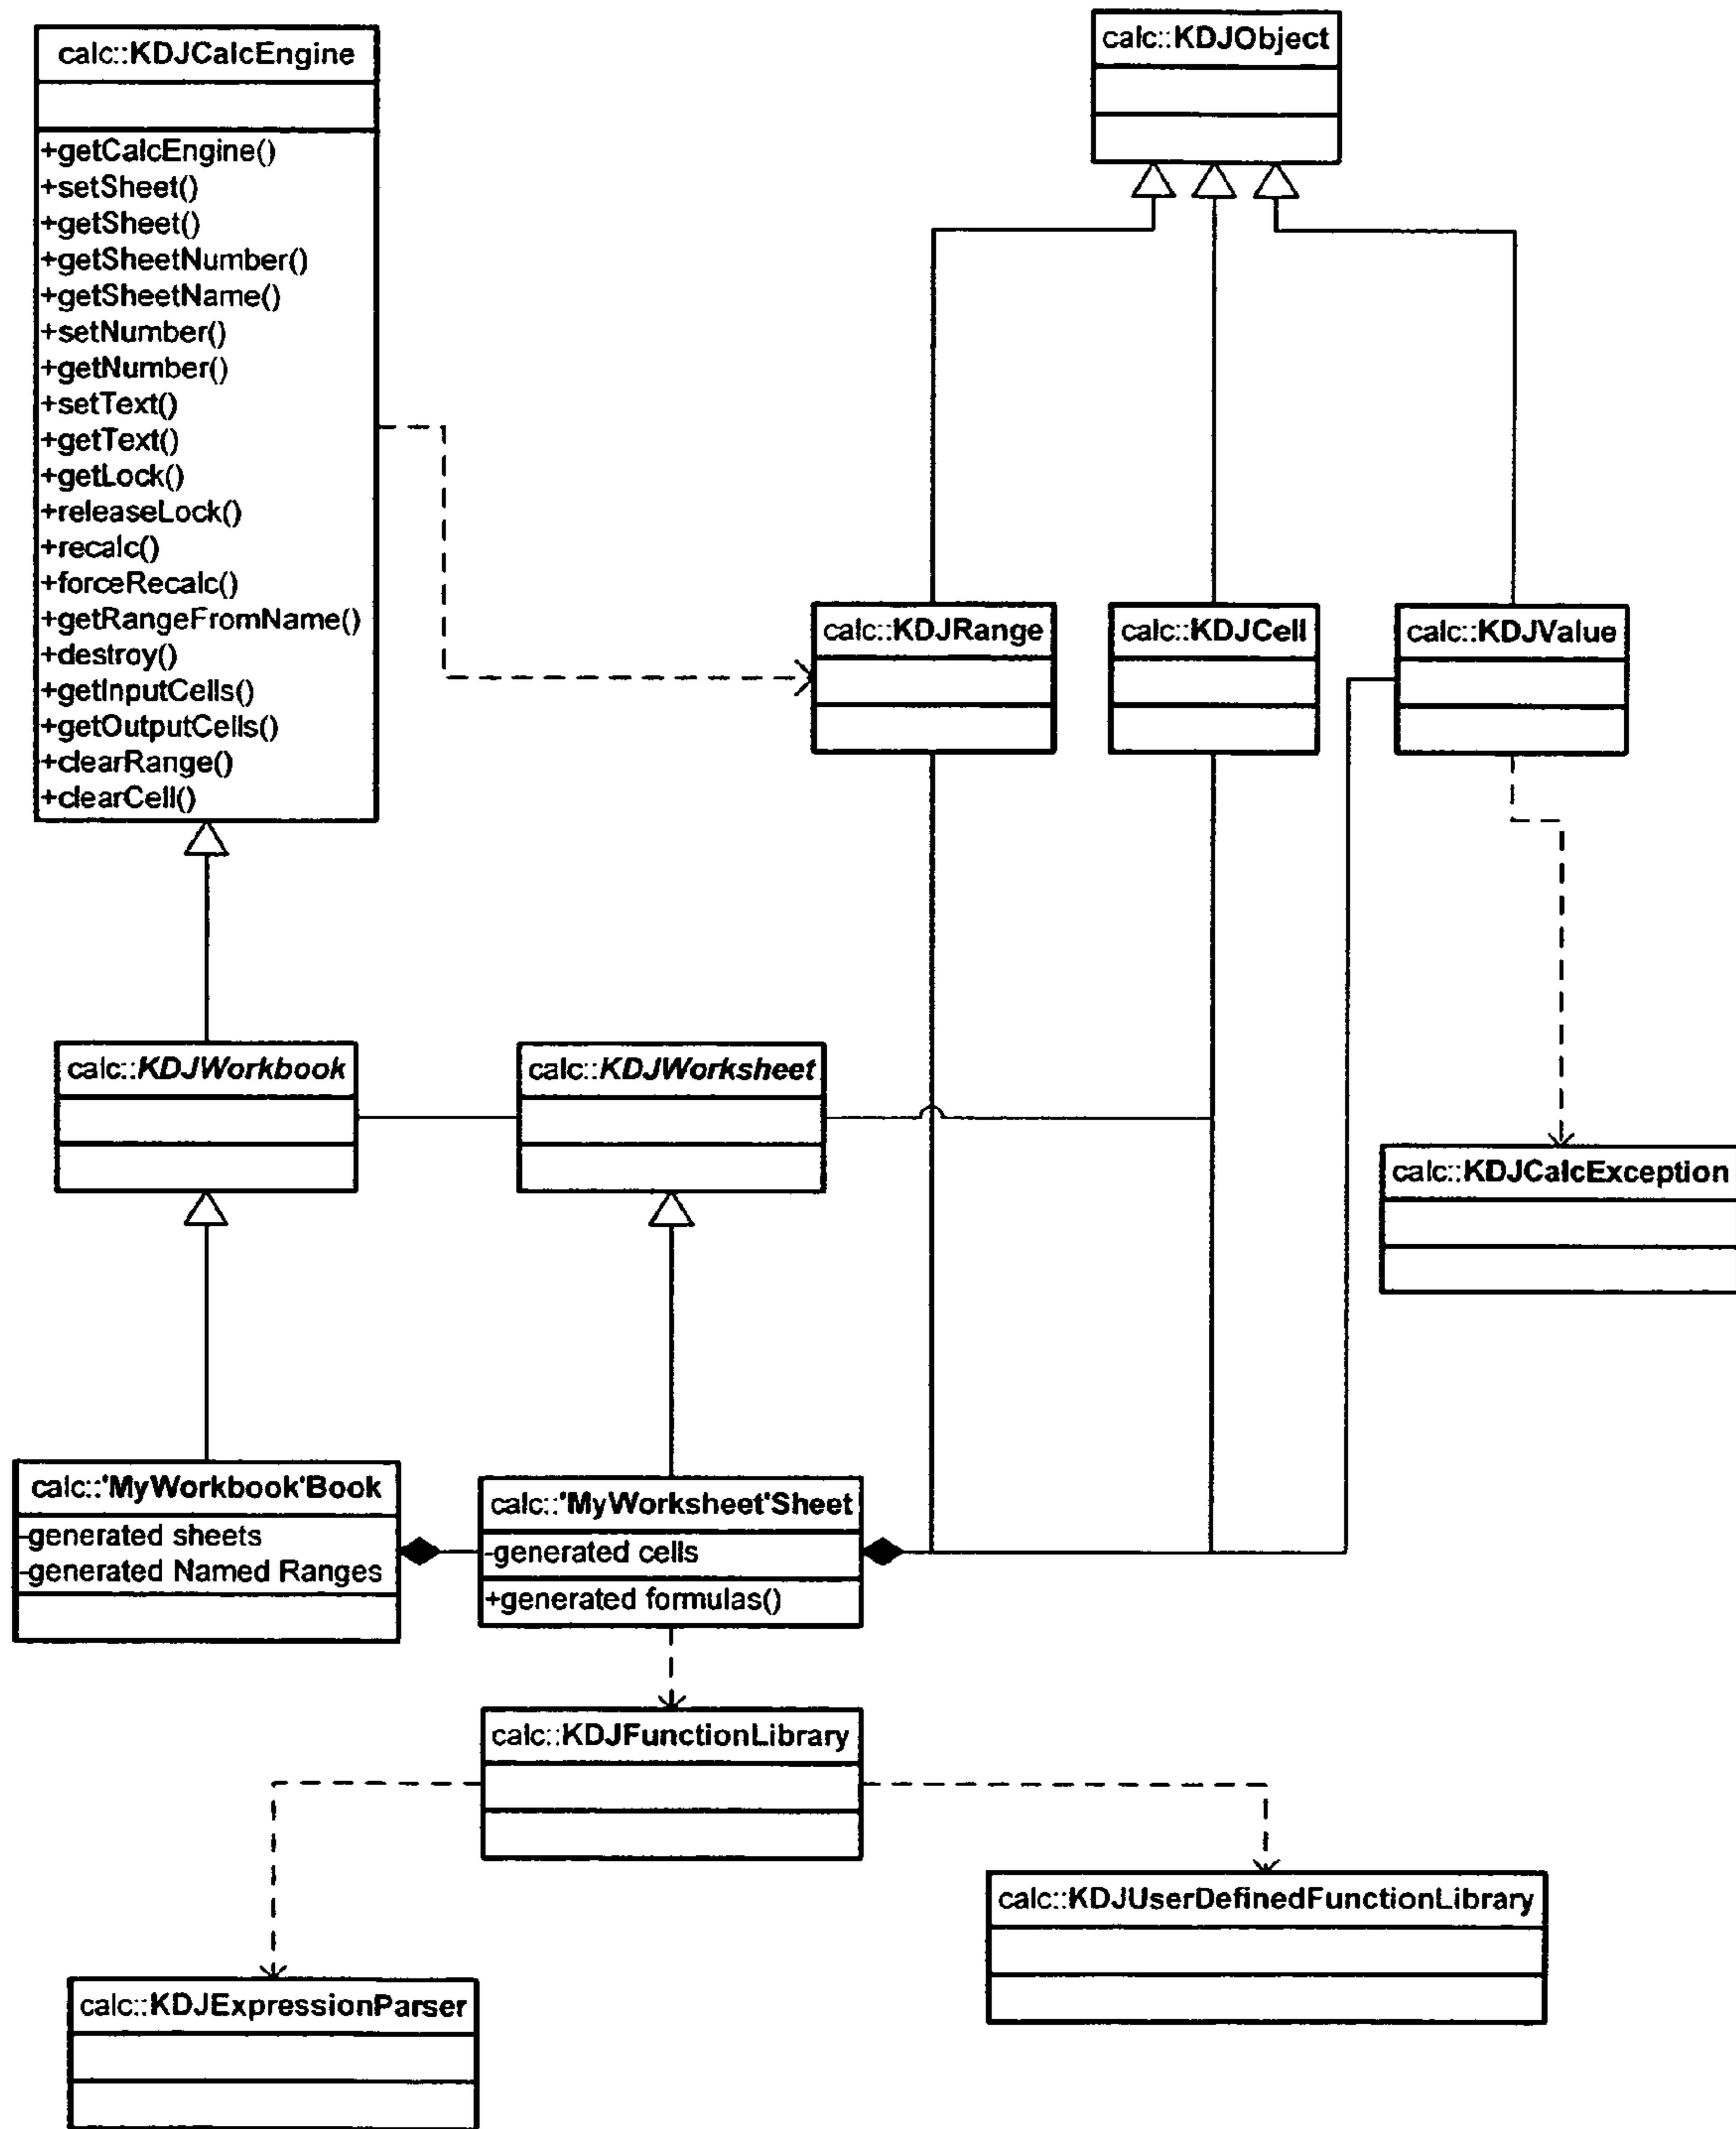 calc::KDJCalcEngine
+getCalcEngine()
+setSheet()
+getSheet()
+getSheetNumber()
+getSheetName()
+setNumber()
+getNumber()
+setText()
+getText()
+getLock()
+releaseLock()
+recalc()
+forceRecalc()
+getRangeFromName()
+destroy()
+getInputCells()
+getOutputCells()
+clearRange()
+clearCell()
calc::KDJObject
calc::KDJRange
calc::KDJCell
calc::KDJValue
calc::KDJWorkbook
calc::KDJWorksheet
calc::KDJCalcException
calc::'MyWorkbook'Book
-generated sheets
-generated Named Ranges
calc::'MyWorksheet'Sheet
-generated cells
+generated formulas()
calc::KDJFunctionLibrary
calc::KDJUserDefinedFunctionLibrary
calc::KDJExpressionParser